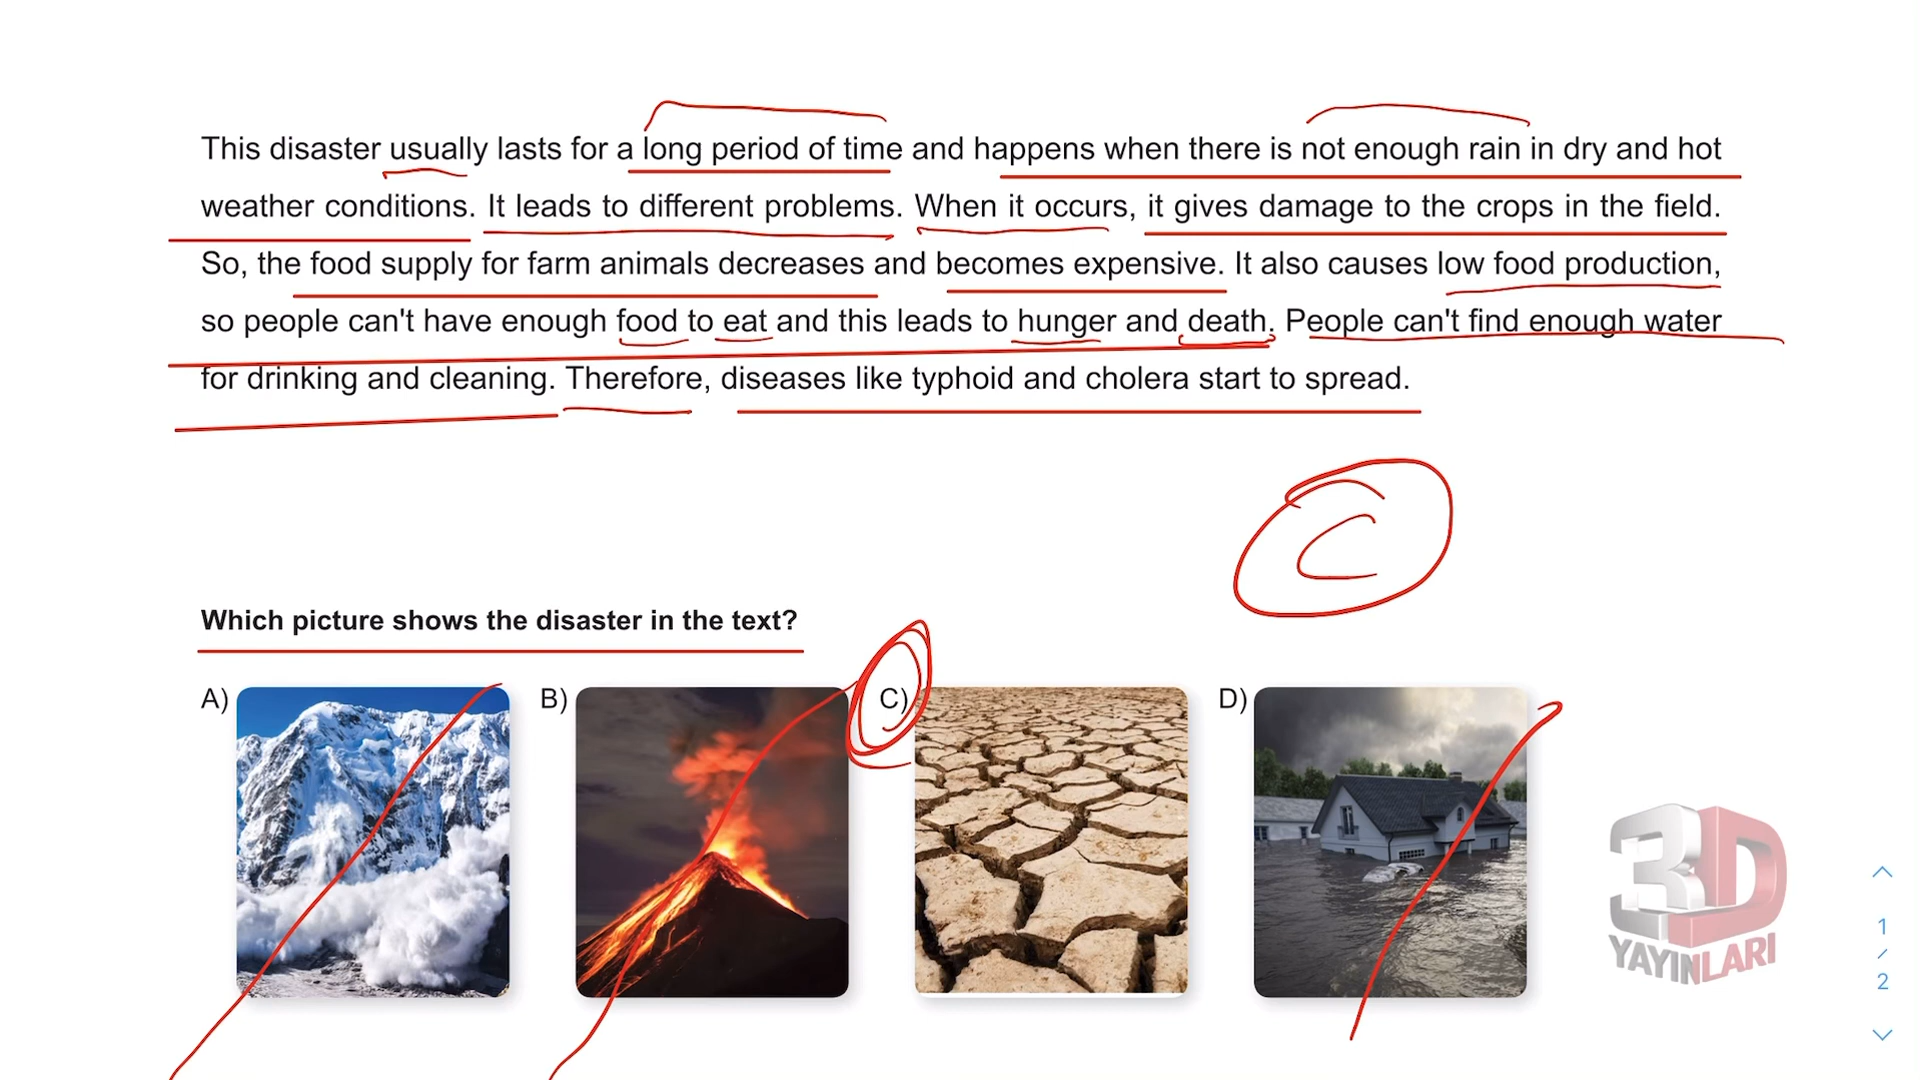 This disaster usually lasts for a long period of time and happens when there is not enough rain in dry and hot
weather conditions. It leads to different problems. When it occurs, it gives damage to the crops in the field.
So, the food supply for farm animals decreases and becomes expensive. It also causes low food production,
so people can't have enough food to eat and this leads to hunger and death. People can't find enough water
for drinking and cleaning. Therefore, diseases like typhoid and cholera start to spread.
C
Which picture shows the disaster in the text?
A) B) C) D)
3D
YAYINLARI
1
/
2